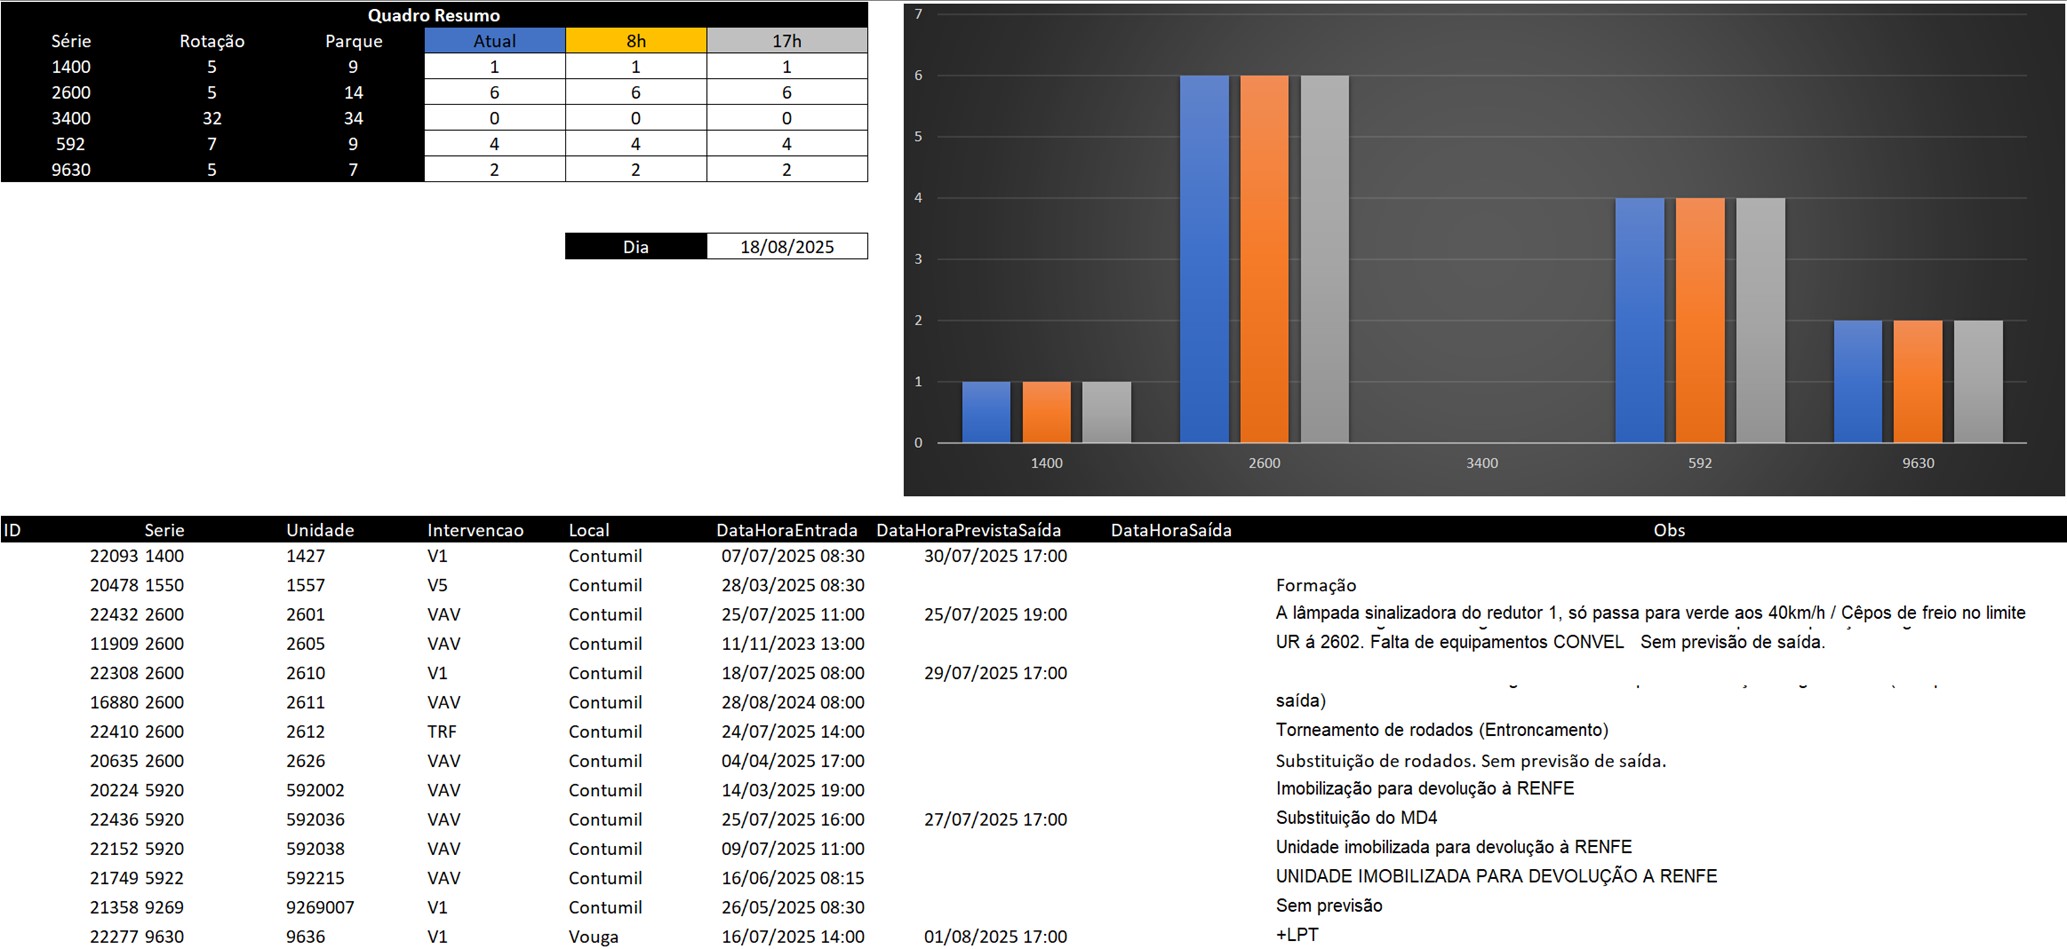 Quadro Resumo
Série Rotação Parque Atual 8h 17h
1400 5 9 1 1 1
2600 5 14 6 6 6
3400 32 34 0 0 0
592 7 9 4 4 4
9630 5 7 2 2 2
Dia 18/08/2025
7
6
5
4
3
2
1
0
1400 2600 3400 592 9630
ID Serie Unidade Intervencao Local DataHoraEntrada DataHoraPrevistaSaída DataHoraSaída Obs
22093 1400 1427 V1 Contumil 07/07/2025 08:30 30/07/2025 17:00
20478 1550 1557 V5 Contumil 28/03/2025 08:30 Formação
22432 2600 2601 VAV Contumil 25/07/2025 11:00 25/07/2025 19:00 A lâmpada sinalizadora do redutor 1, só passa para verde aos 40km/h / Cêpos de freio no limite
11909 2600 2605 VAV Contumil 11/11/2023 13:00 UR á 2602. Falta de equipamentos CONVEL Sem previsão de saída.
22308 2600 2610 V1 Contumil 18/07/2025 08:00 29/07/2025 17:00
16880 2600 2611 VAV Contumil 28/08/2024 08:00 saída)
22410 2600 2612 TRF Contumil 24/07/2025 14:00 Torneamento de rodados (Entroncamento)
20635 2600 2626 VAV Contumil 04/04/2025 17:00 Substituição de rodados. Sem previsão de saída.
20224 5920 592002 VAV Contumil 14/03/2025 19:00 Imobilização para devolução à RENFE
22436 5920 592036 VAV Contumil 25/07/2025 16:00 27/07/2025 17:00 Substituição do MD4
22152 5920 592038 VAV Contumil 09/07/2025 11:00 Unidade imobilizada para devolução à RENFE
21749 5922 592215 VAV Contumil 16/06/2025 08:15 UNIDADE IMOBILIZADA PARA DEVOLUÇÃO A RENFE
21358 9269 9269007 V1 Contumil 26/05/2025 08:30 Sem previsão
22277 9630 9636 V1 Vouga 16/07/2025 14:00 01/08/2025 17:00 +LPT